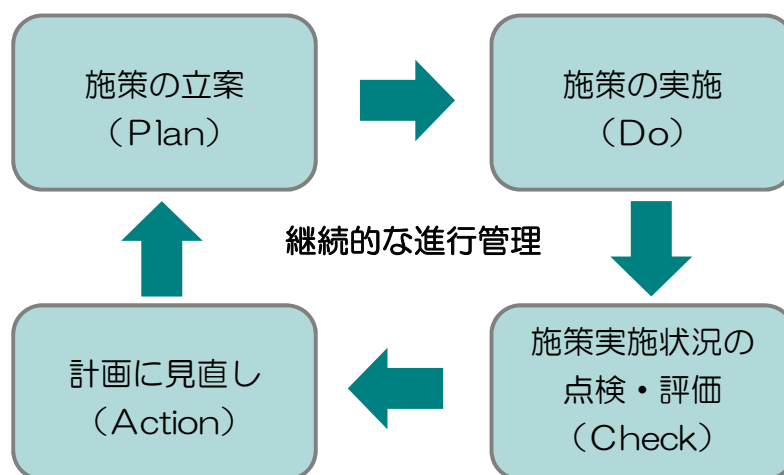 施策の立案
（Plan）
施策の実施
（Do）
継続的な進行管理
計画に見直し
（Action）
施策実施状況の
点検・評価
（Check）